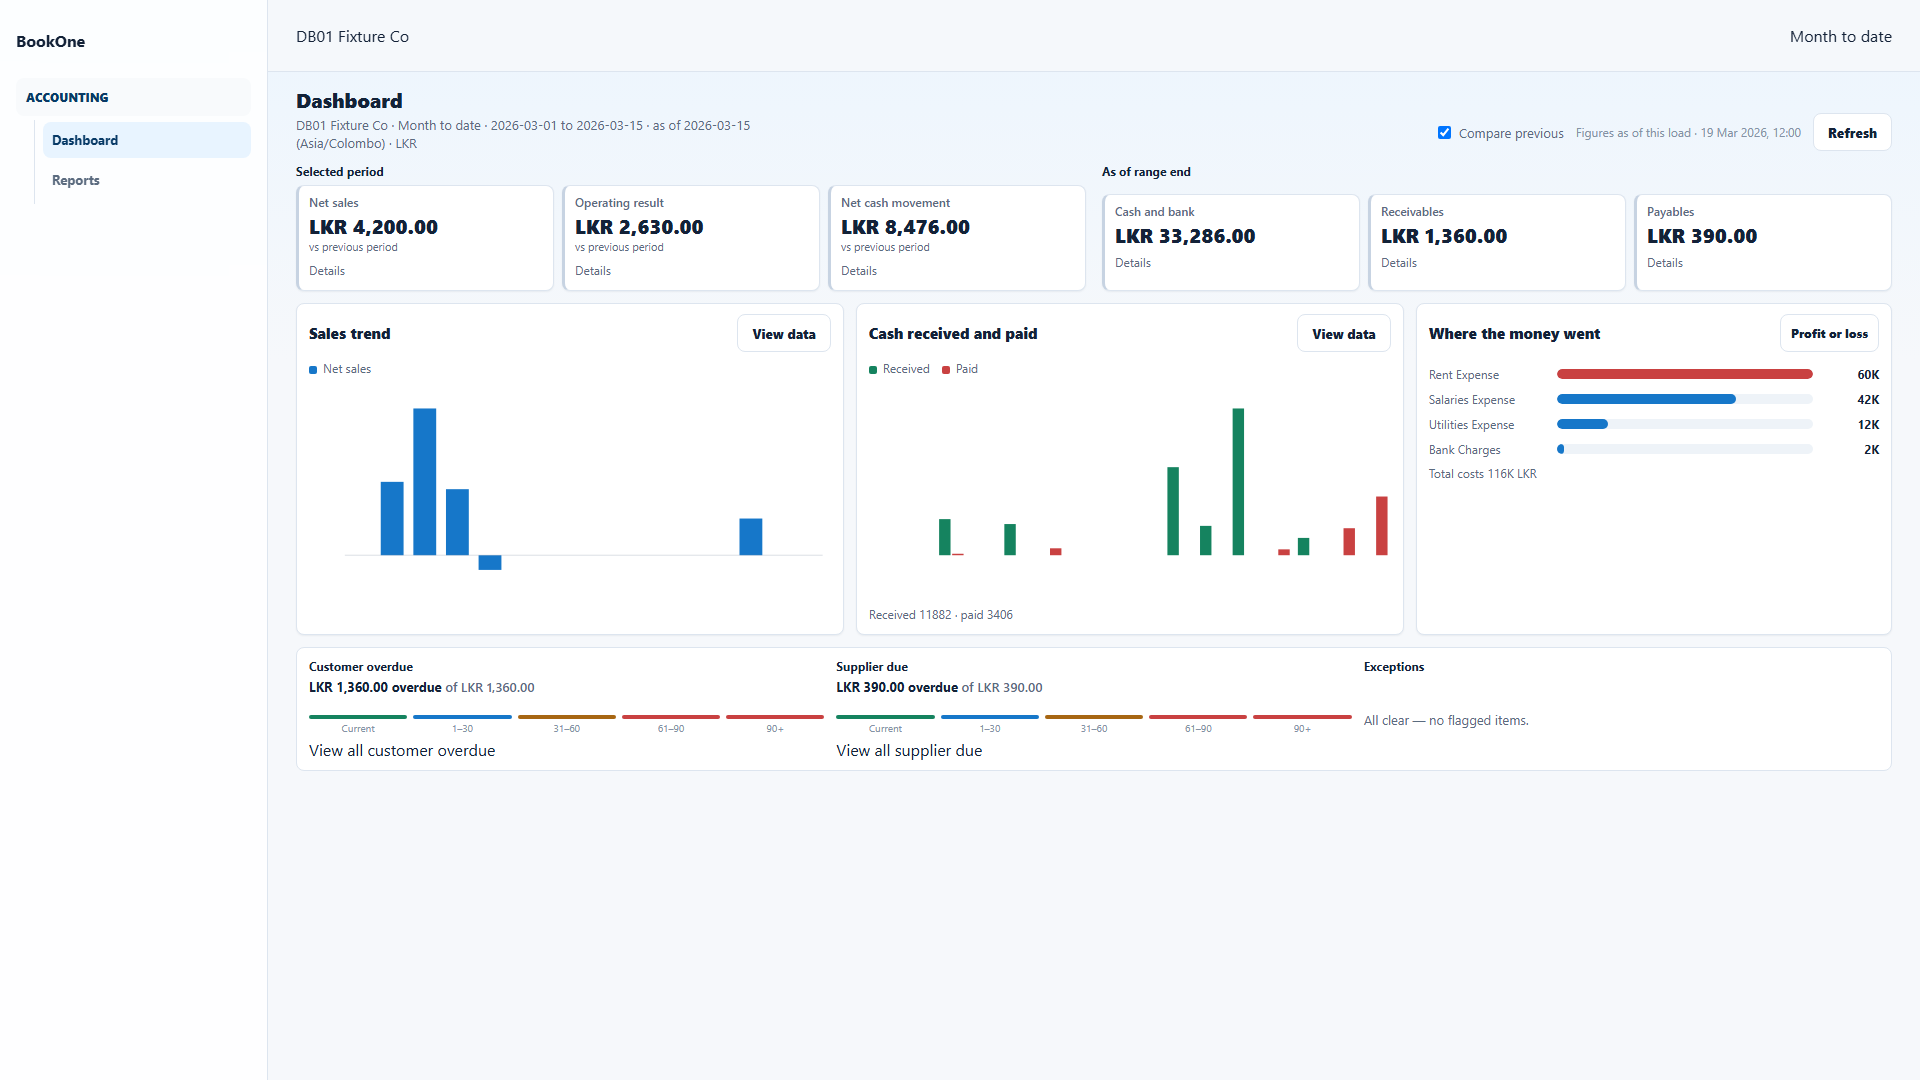 BookOne
ACCOUNTING
Dashboard
Reports
DB01 Fixture Co
Month to date
Dashboard
DB01 Fixture Co · Month to date · 2026-03-01 to 2026-03-15 · as of 2026-03-15
(Asia/Colombo) · LKR
Compare previous
Figures as of this load · 19 Mar 2026, 12:00
Refresh
Selected period
Net sales
LKR 4,200.00
vs previous period
Details
Operating result
LKR 2,630.00
vs previous period
Details
Net cash movement
LKR 8,476.00
vs previous period
Details
As of range end
Cash and bank
LKR 33,286.00
Details
Receivables
LKR 1,360.00
Details
Payables
LKR 390.00
Details
Sales trend
View data
Net sales
Cash received and paid
View data
Received
Paid
Received 11882 · paid 3406
Where the money went
Profit or loss
Rent Expense 60K
Salaries Expense 42K
Utilities Expense 12K
Bank Charges 2K
Total costs 116K LKR
Customer overdue
LKR 1,360.00 overdue of LKR 1,360.00
Current 1–30 31–60 61–90 90+
View all customer overdue
Supplier due
LKR 390.00 overdue of LKR 390.00
Current 1–30 31–60 61–90 90+
View all supplier due
Exceptions
All clear — no flagged items.